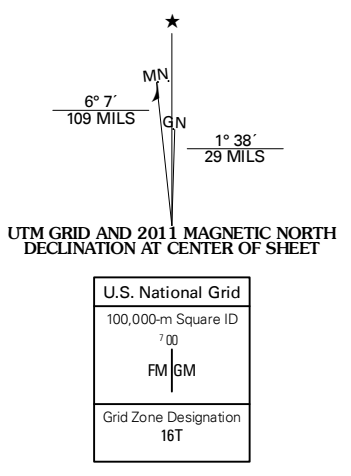 ★
MN
6° 7´
109 MILS
GN
1° 38´
29 MILS
UTM GRID AND 2011 MAGNETIC NORTH
DECLINATION AT CENTER OF SHEET
U.S. National Grid
100,000-m Square ID
7 00
FM GM
Grid Zone Designation
16T